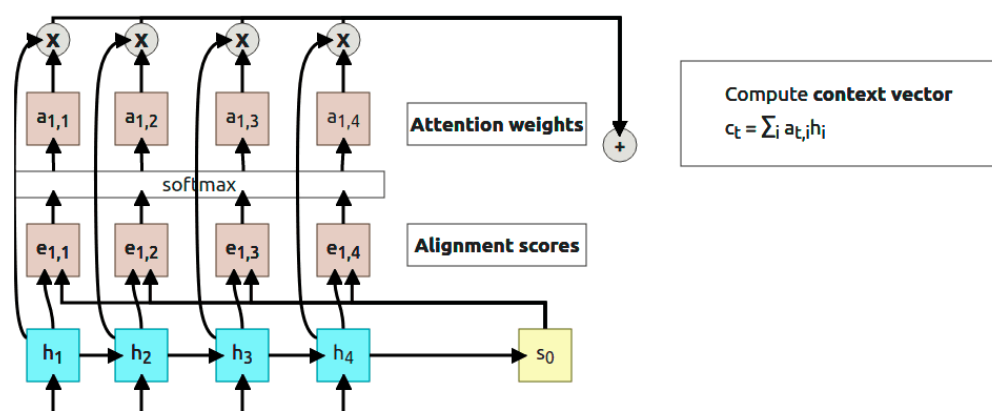 x x x x
a1,1 a1,2 a1,3 a1,4
Attention weights
+
Compute context vector
ct = ∑i at,ihi
softmax
e1,1 e1,2 e1,3 e1,4
Alignment scores
h1 h2 h3 h4 s0